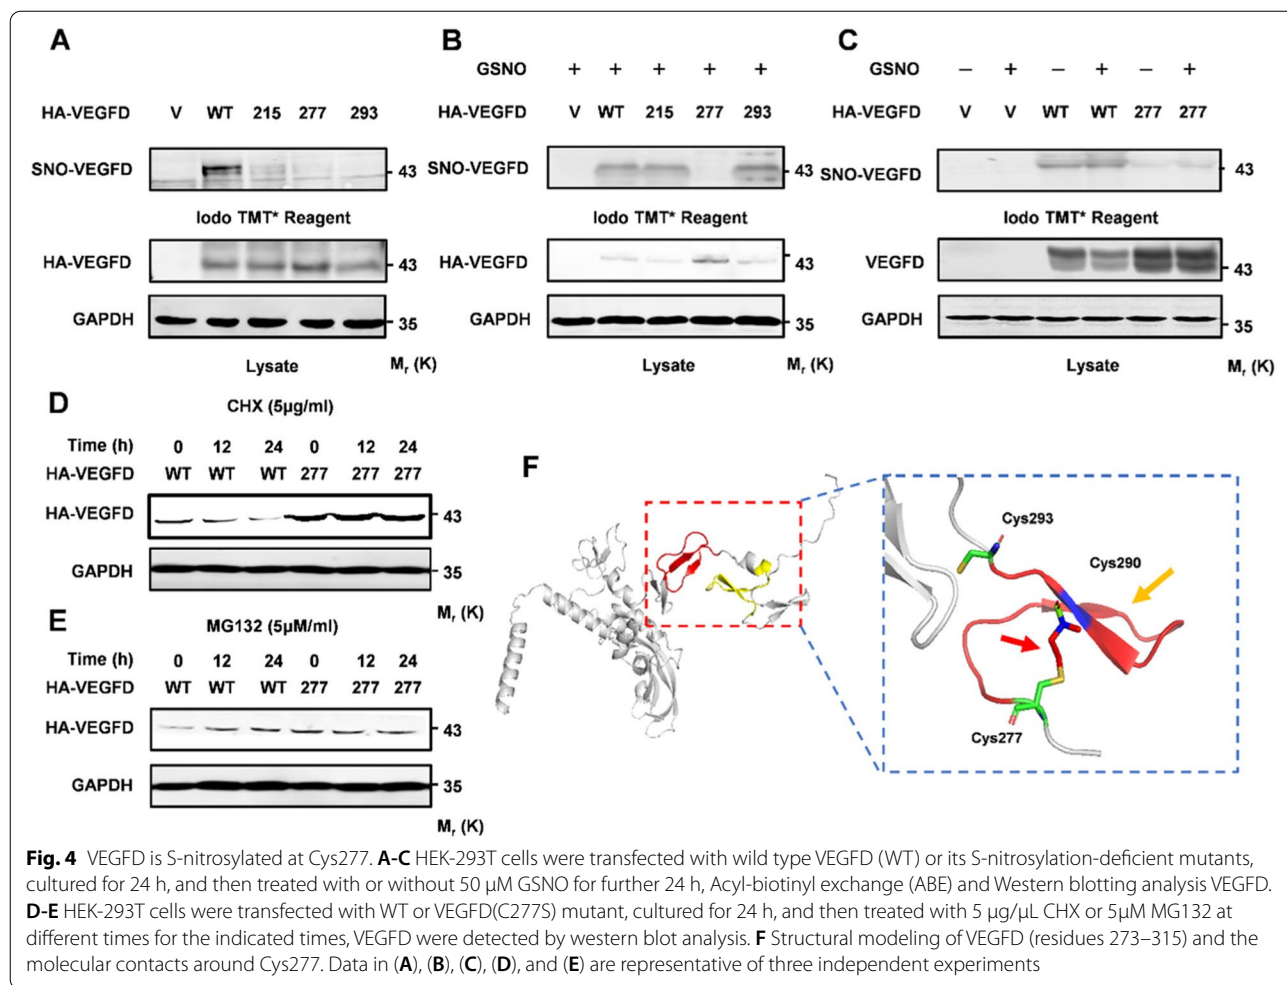 A
HA-VEGFD V WT 215 277 293
SNO-VEGFD 43
Iodo TMT* Reagent
HA-VEGFD 43
GAPDH 35
Lysate Mr (K)
B
GSNO + + + + +
HA-VEGFD V WT 215 277 293
SNO-VEGFD 43
Iodo TMT* Reagent
HA-VEGFD 43
GAPDH 35
Lysate Mr (K)
C
GSNO − + − + − +
HA-VEGFD V V WT WT 277 277
SNO-VEGFD 43
Iodo TMT* Reagent
VEGFD 43
GAPDH 35
Lysate Mr (K)
D
CHX (5µg/ml)
Time (h) 0 12 24 0 12 24
HA-VEGFD WT WT WT 277 277 277
HA-VEGFD 43
GAPDH 35
Mr (K)
E
MG132 (5µM/ml)
Time (h) 0 12 24 0 12 24
HA-VEGFD WT WT WT 277 277 277
HA-VEGFD 43
GAPDH 35
Mr (K)
F
Cys293
Cys290
Cys277
Fig. 4 VEGFD is S-nitrosylated at Cys277. A-C HEK-293T cells were transfected with wild type VEGFD (WT) or its S-nitrosylation-deficient mutants,
cultured for 24 h, and then treated with or without 50 µM GSNO for further 24 h, Acyl-biotinyl exchange (ABE) and Western blotting analysis VEGFD.
D-E HEK-293T cells were transfected with WT or VEGFD(C277S) mutant, cultured for 24 h, and then treated with 5 µg/µL CHX or 5µM MG132 at
different times for the indicated times, VEGFD were detected by western blot analysis. F Structural modeling of VEGFD (residues 273–315) and the
molecular contacts around Cys277. Data in (A), (B), (C), (D), and (E) are representative of three independent experiments